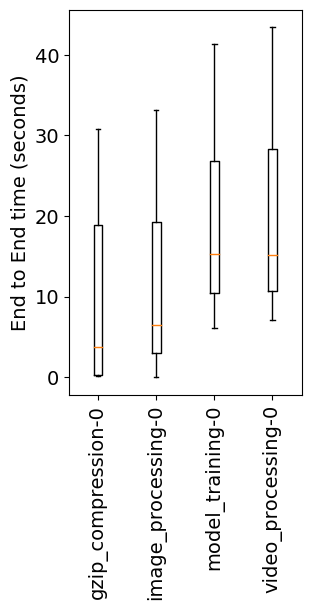 End to End time (seconds)
40
30
20
10
0
gzip_compression-0
image_processing-0
model_training-0
video_processing-0